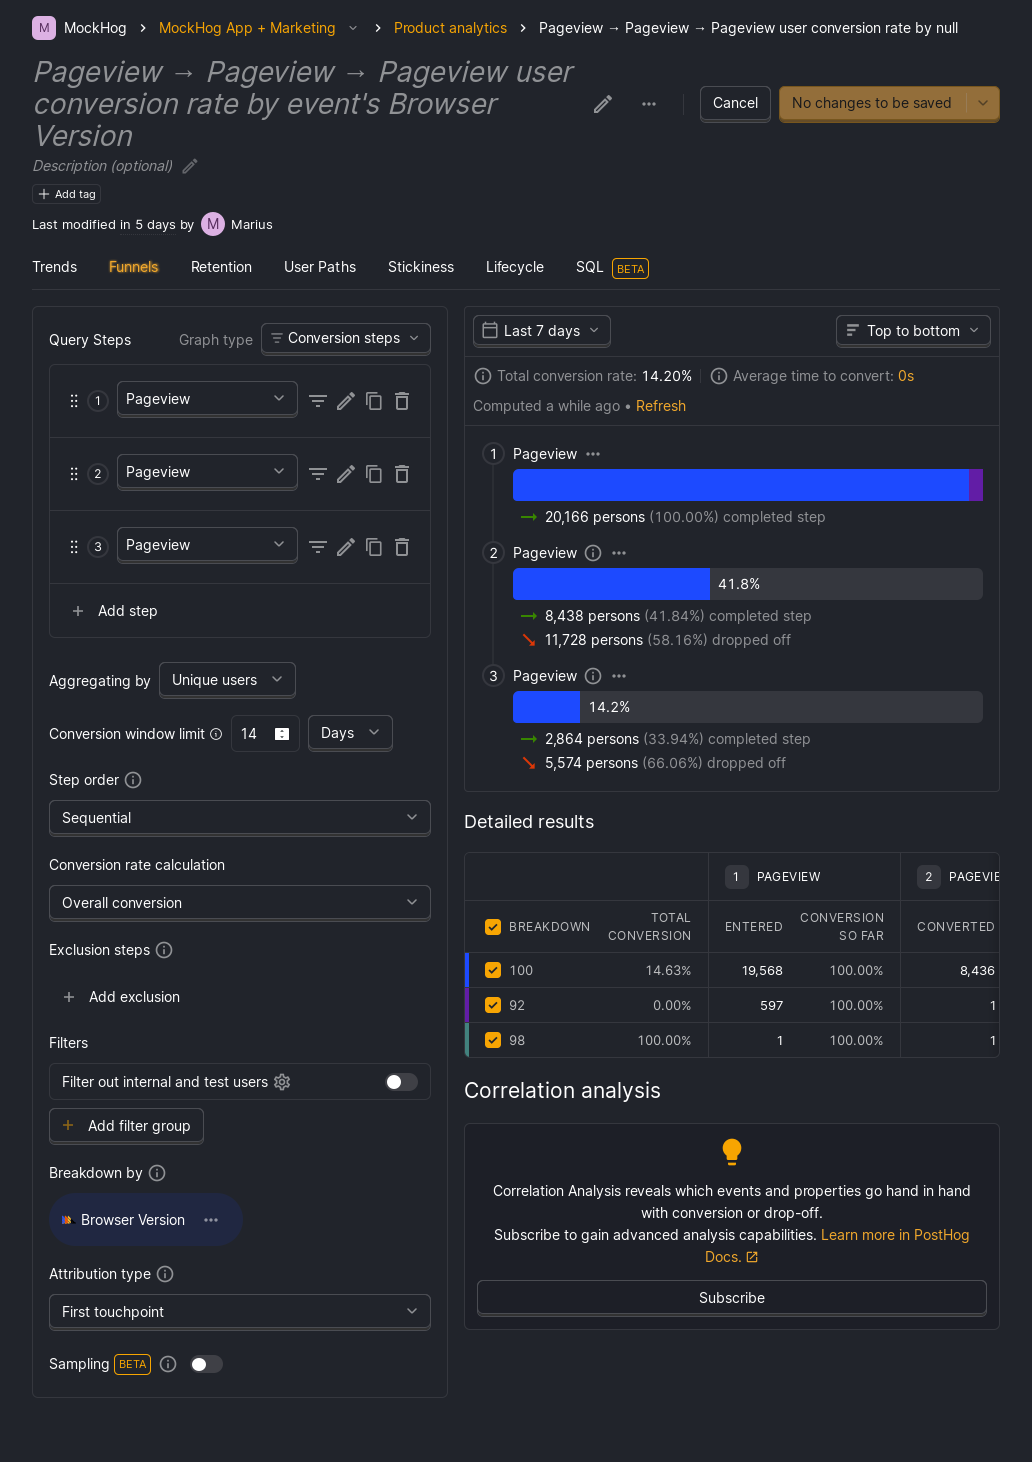 M MockHog > MockHog App + Marketing > Product analytics > Pageview → Pageview → Pageview user conversion rate by null
Pageview → Pageview → Pageview user
conversion rate by event's Browser
Version
Cancel
No changes to be saved
Description (optional)
Add tag
Last modified in 5 days by M Marius
Trends Funnels Retention User Paths Stickiness Lifecycle SQL BETA
Query Steps Graph type Conversion steps
1 Pageview
2 Pageview
3 Pageview
Add step
Aggregating by Unique users
Conversion window limit 14 Days
Step order
Sequential
Conversion rate calculation
Overall conversion
Exclusion steps
Add exclusion
Filters
Filter out internal and test users
Add filter group
Breakdown by
Browser Version
Attribution type
First touchpoint
Sampling BETA
Last 7 days Top to bottom
Total conversion rate: 14.20% Average time to convert: 0s
Computed a while ago • Refresh
1 Pageview
20,166 persons (100.00%) completed step
2 Pageview
41.8%
8,438 persons (41.84%) completed step
11,728 persons (58.16%) dropped off
3 Pageview
14.2%
2,864 persons (33.94%) completed step
5,574 persons (66.06%) dropped off
Detailed results
1 PAGEVIEW 2 PAGEVIE
BREAKDOWN TOTAL CONVERSION ENTERED CONVERSION SO FAR CONVERTED
100 14.63% 19,568 100.00% 8,436
92 0.00% 597 100.00% 1
98 100.00% 1 100.00% 1
Correlation analysis
Correlation Analysis reveals which events and properties go hand in hand
with conversion or drop-off.
Subscribe to gain advanced analysis capabilities. Learn more in PostHog
Docs.
Subscribe